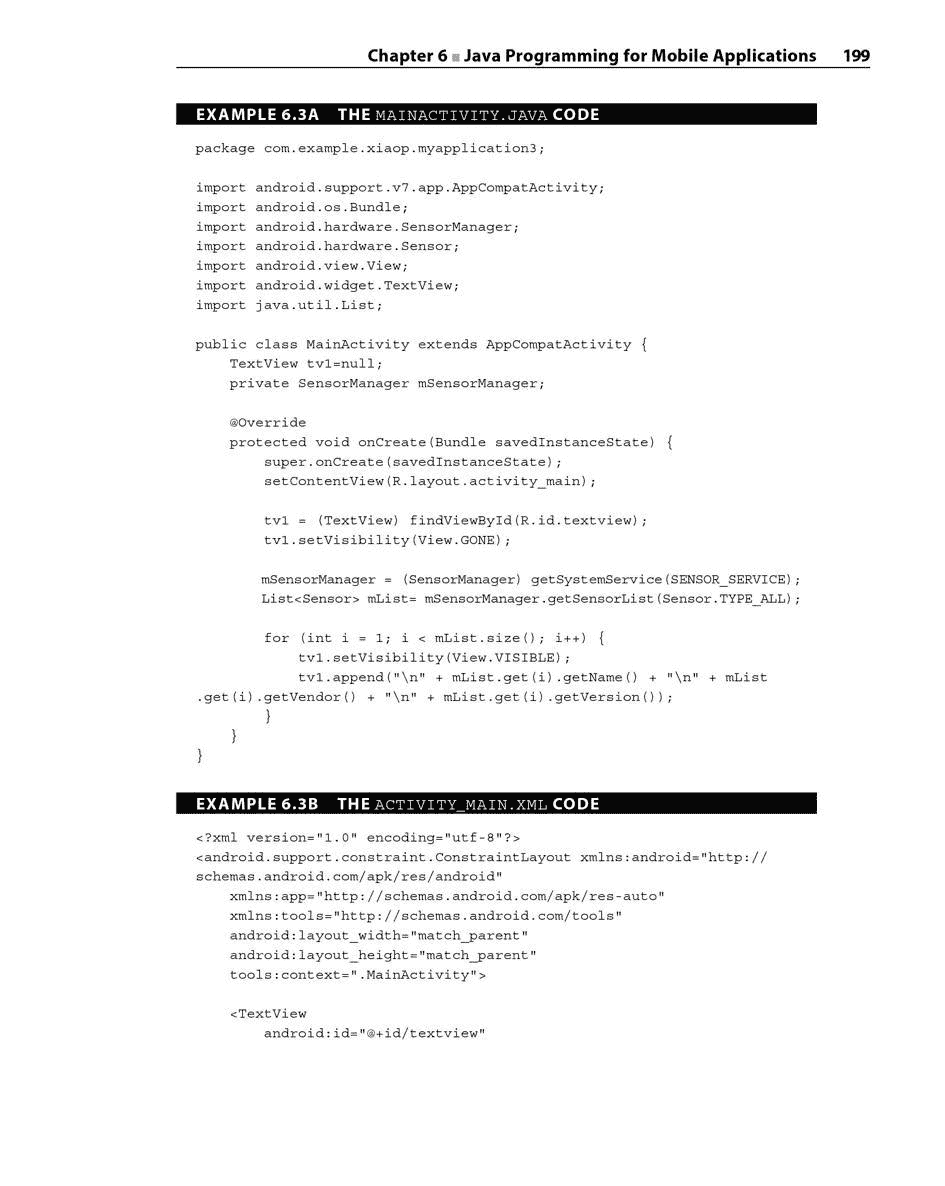 Chapter 6 ■ Java Programming for Mobile Applications 199
EXAMPLE 6.3A THE MAINACTIVITY.JAVA CODE
package com.example.xiaop.myapplication3;

import android.support.v7.app.AppCompatActivity;
import android.os.Bundle;
import android.hardware.SensorManager;
import android.hardware.Sensor;
import android.view.View;
import android.widget.TextView;
import java.util.List;

public class MainActivity extends AppCompatActivity {
    TextView tv1=null;
    private SensorManager mSensorManager;

    @Override
    protected void onCreate(Bundle savedInstanceState) {
        super.onCreate(savedInstanceState);
        setContentView(R.layout.activity_main);

        tv1 = (TextView) findViewById(R.id.textview);
        tv1.setVisibility(View.GONE);

        mSensorManager = (SensorManager) getSystemService(SENSOR_SERVICE);
        List<Sensor> mList= mSensorManager.getSensorList(Sensor.TYPE_ALL);

        for (int i = 1; i < mList.size(); i++) {
            tv1.setVisibility(View.VISIBLE);
            tv1.append("\n" + mList.get(i).getName() + "\n" + mList
.get(i).getVendor() + "\n" + mList.get(i).getVersion());
        }
    }
}
EXAMPLE 6.3B THE ACTIVITY_MAIN.XML CODE
<?xml version="1.0" encoding="utf-8"?>
<android.support.constraint.ConstraintLayout xmlns:android="http://
schemas.android.com/apk/res/android"
    xmlns:app="http://schemas.android.com/apk/res-auto"
    xmlns:tools="http://schemas.android.com/tools"
    android:layout_width="match_parent"
    android:layout_height="match_parent"
    tools:context=".MainActivity">

    <TextView
        android:id="@+id/textview"